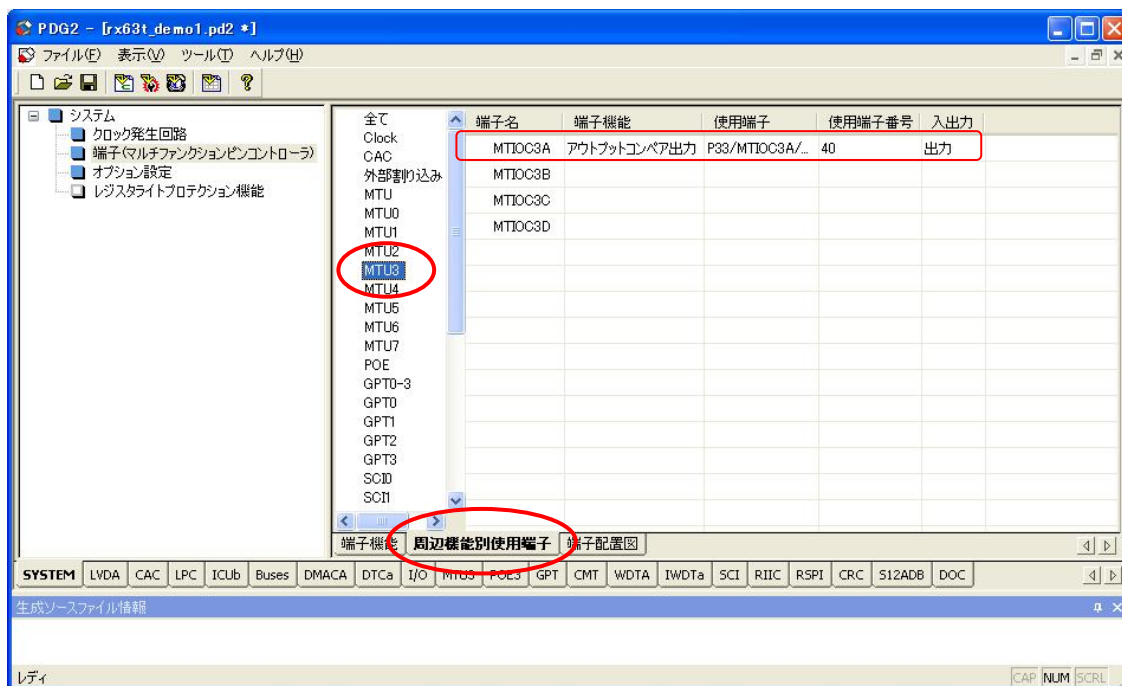 PDG2 - [rx63t_demo1.pd2 *]
ファイル(F) 表示(V) ツール(T) ヘルプ(H)
システム
クロック発生回路
端子(マルチファンクションピンコントローラ)
オプション設定
レジスタライトプロテクション機能
全て
Clock
CAC
外部割り込み
MTU
MTU0
MTU1
MTU2
MTU3
MTU4
MTU5
MTU6
MTU7
POE
GPT0-3
GPT0
GPT1
GPT2
GPT3
SCI0
SCI1
端子名 端子機能 使用端子 使用端子番号 入出力
MTIOC3A アウトプットコンペア出力 P33/MTIOC3A/... 40 出力
MTIOC3B
MTIOC3C
MTIOC3D
端子機能 周辺機能別使用端子 端子配置図
SYSTEM LVDA CAC LPC ICUb Buses DMACA DTCa I/O MTU3 POE3 GPT CMT WDTA IWDTa SCI RIIC RSPI CRC S12ADB DOC
生成ソースファイル情報
レディ CAP NUM SCRL